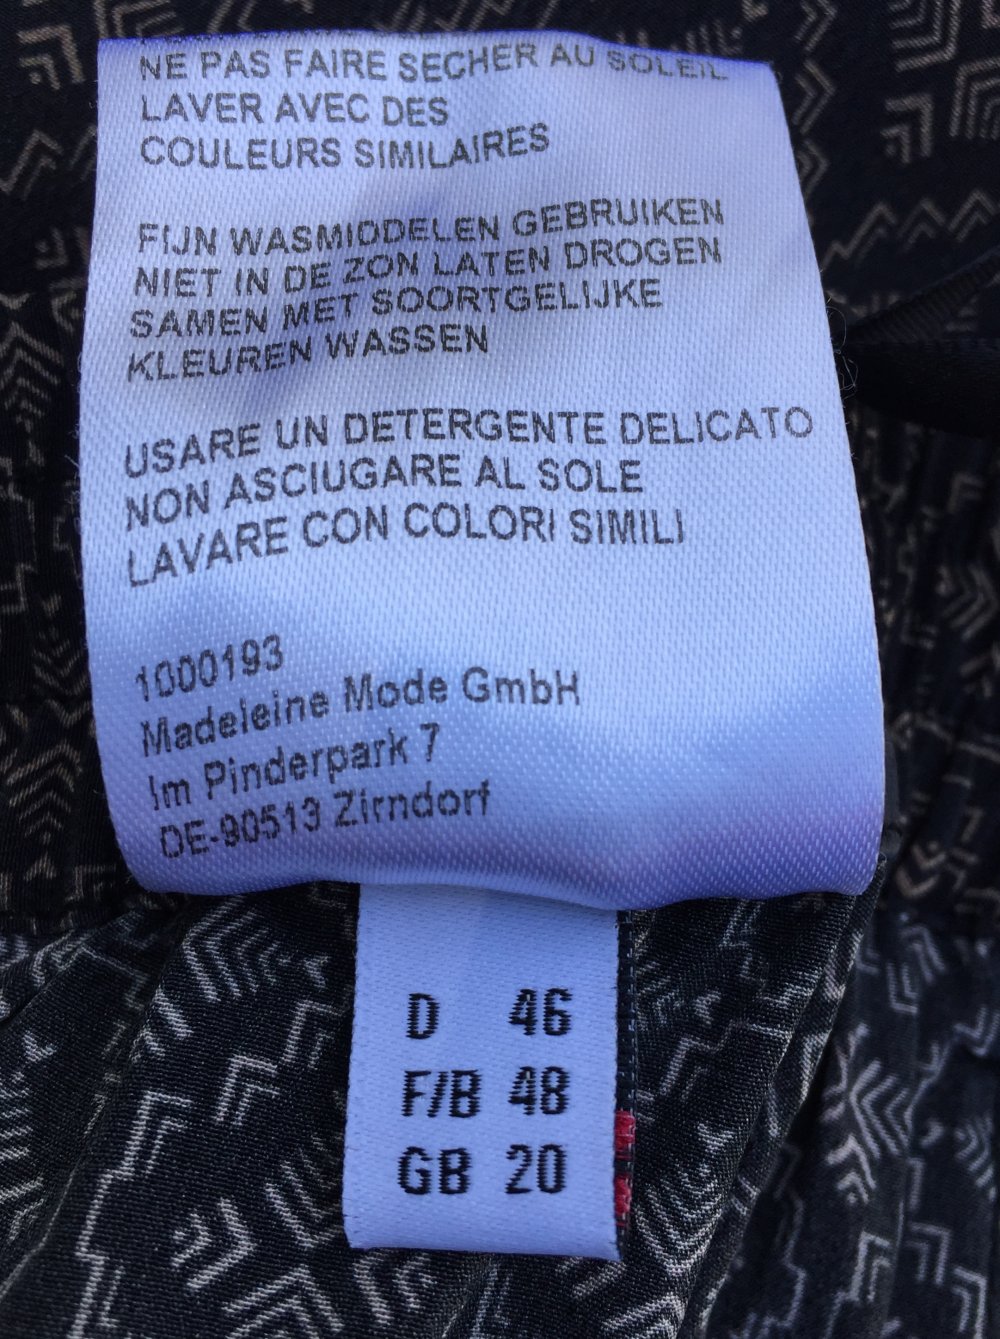 NE PAS FAIRE SECHER AU SOLEIL
LAVER AVEC DES
COULEURS SIMILAIRES
FIJN WASMIDDELEN GEBRUIKEN
NIET IN DE ZON LATEN DROGEN
SAMEN MET SOORTGELIJKE
KLEUREN WASSEN
USARE UN DETERGENTE DELICATO
NON ASCIUGARE AL SOLE
LAVARE CON COLORI SIMILI
1000193
Madeleine Mode GmbH
Im Pinderpark 7
DE-90513 Zirndorf
D 46
F/B 48
GB 20